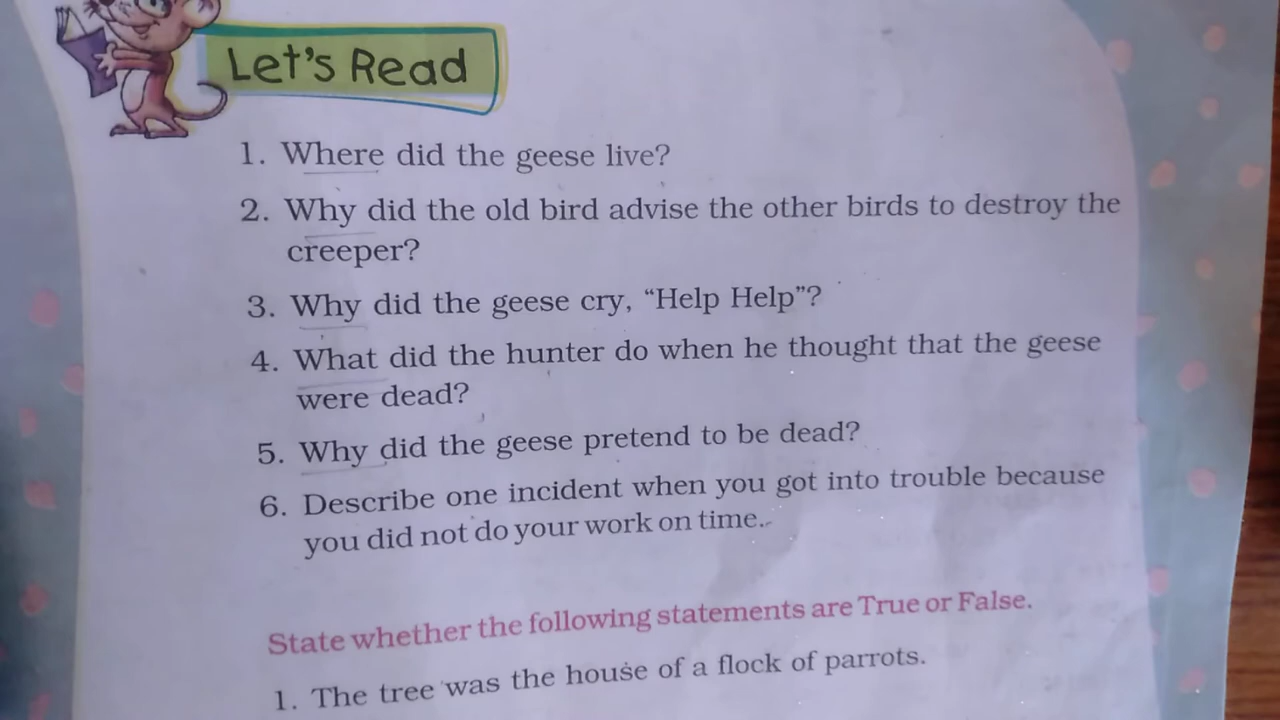 Let's Read
1. Where did the geese live?
2. Why did the old bird advise the other birds to destroy the
creeper?
3. Why did the geese cry, “Help Help”?
4. What did the hunter do when he thought that the geese
were dead?
5. Why did the geese pretend to be dead?
6. Describe one incident when you got into trouble because
you did not do your work on time.
State whether the following statements are True or False.
1. The tree was the house of a flock of parrots.